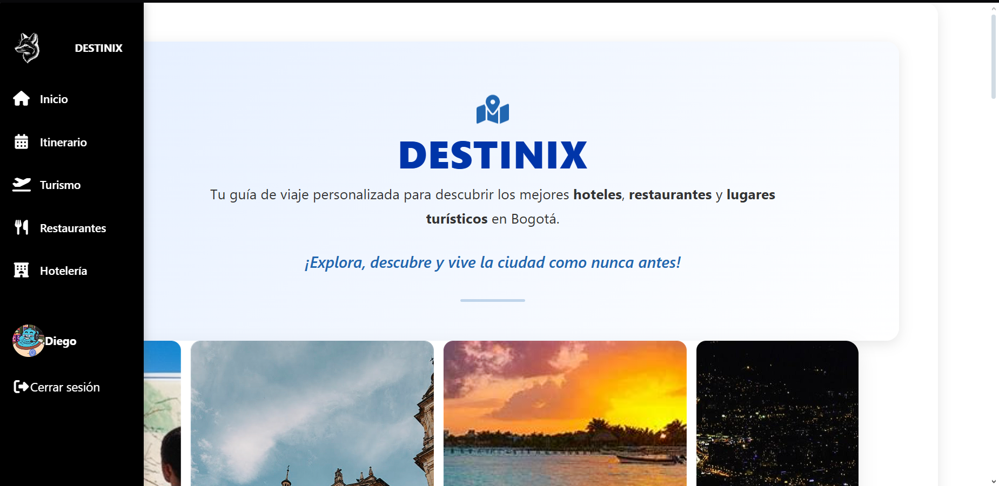 DESTINIX
Inicio
Itinerario
Turismo
Restaurantes
Hotelería
Diego
Cerrar sesión
DESTINIX
Tu guía de viaje personalizada para descubrir los mejores hoteles, restaurantes y lugares
turísticos en Bogotá.
¡Explora, descubre y vive la ciudad como nunca antes!